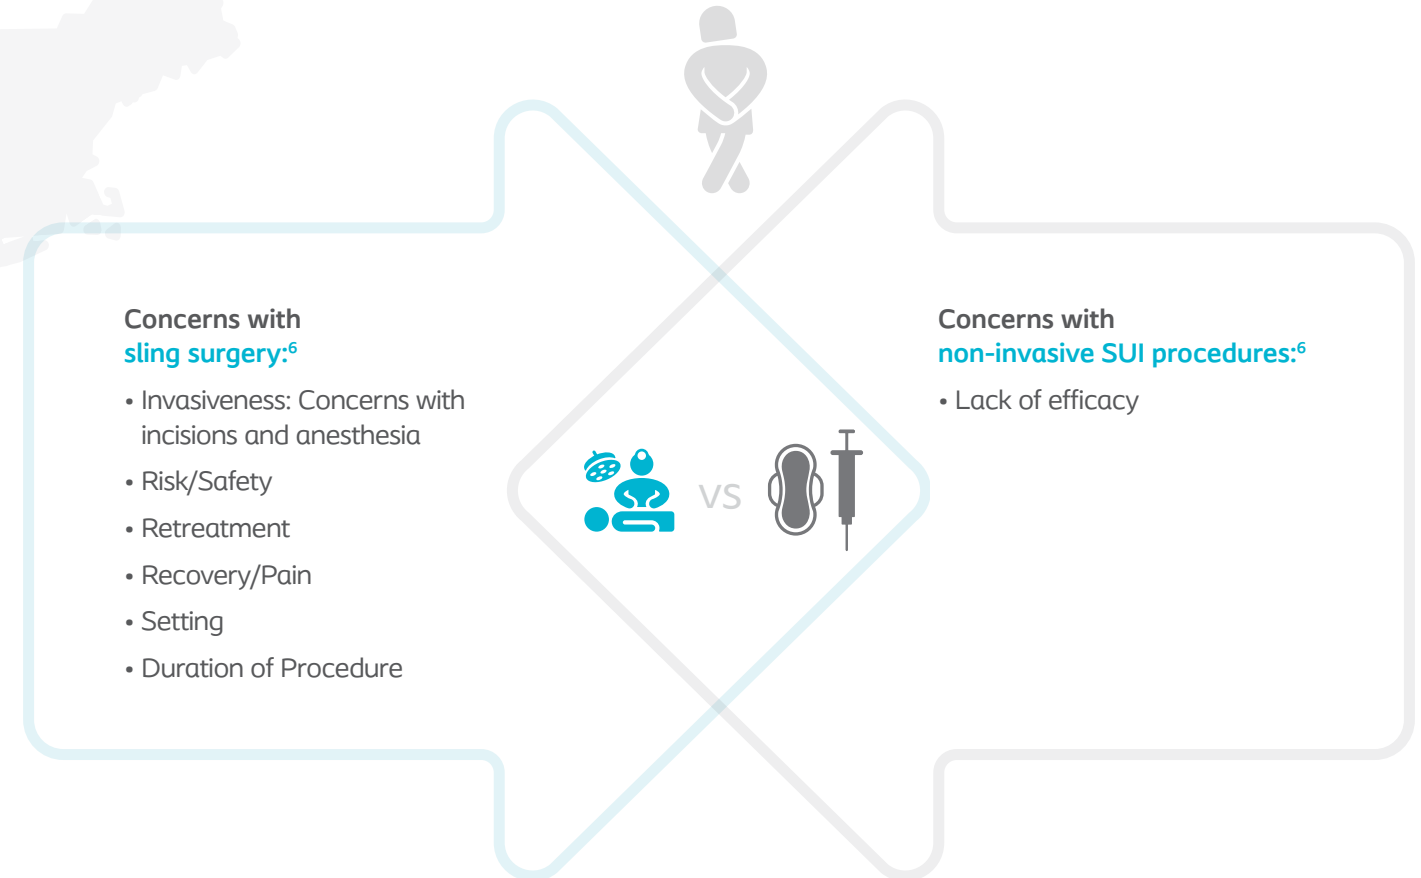 Concerns with
sling surgery:⁶
• Invasiveness: Concerns with
incisions and anesthesia
• Risk/Safety
• Retreatment
• Recovery/Pain
• Setting
• Duration of Procedure
vs
Concerns with
non-invasive SUI procedures:⁶
• Lack of efficacy